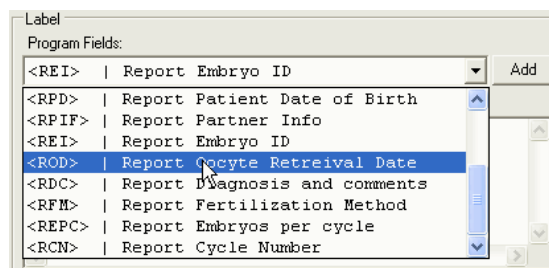 Label
Program Fields:
<REI> | Report Embryo ID
Add
<RPD> | Report Patient Date of Birth
<RPIF> | Report Partner Info
<REI> | Report Embryo ID
<ROD> | Report Oocyte Retreival Date
<RDC> | Report Diagnosis and comments
<RFM> | Report Fertilization Method
<REPC> | Report Embryos per cycle
<RCN> | Report Cycle Number